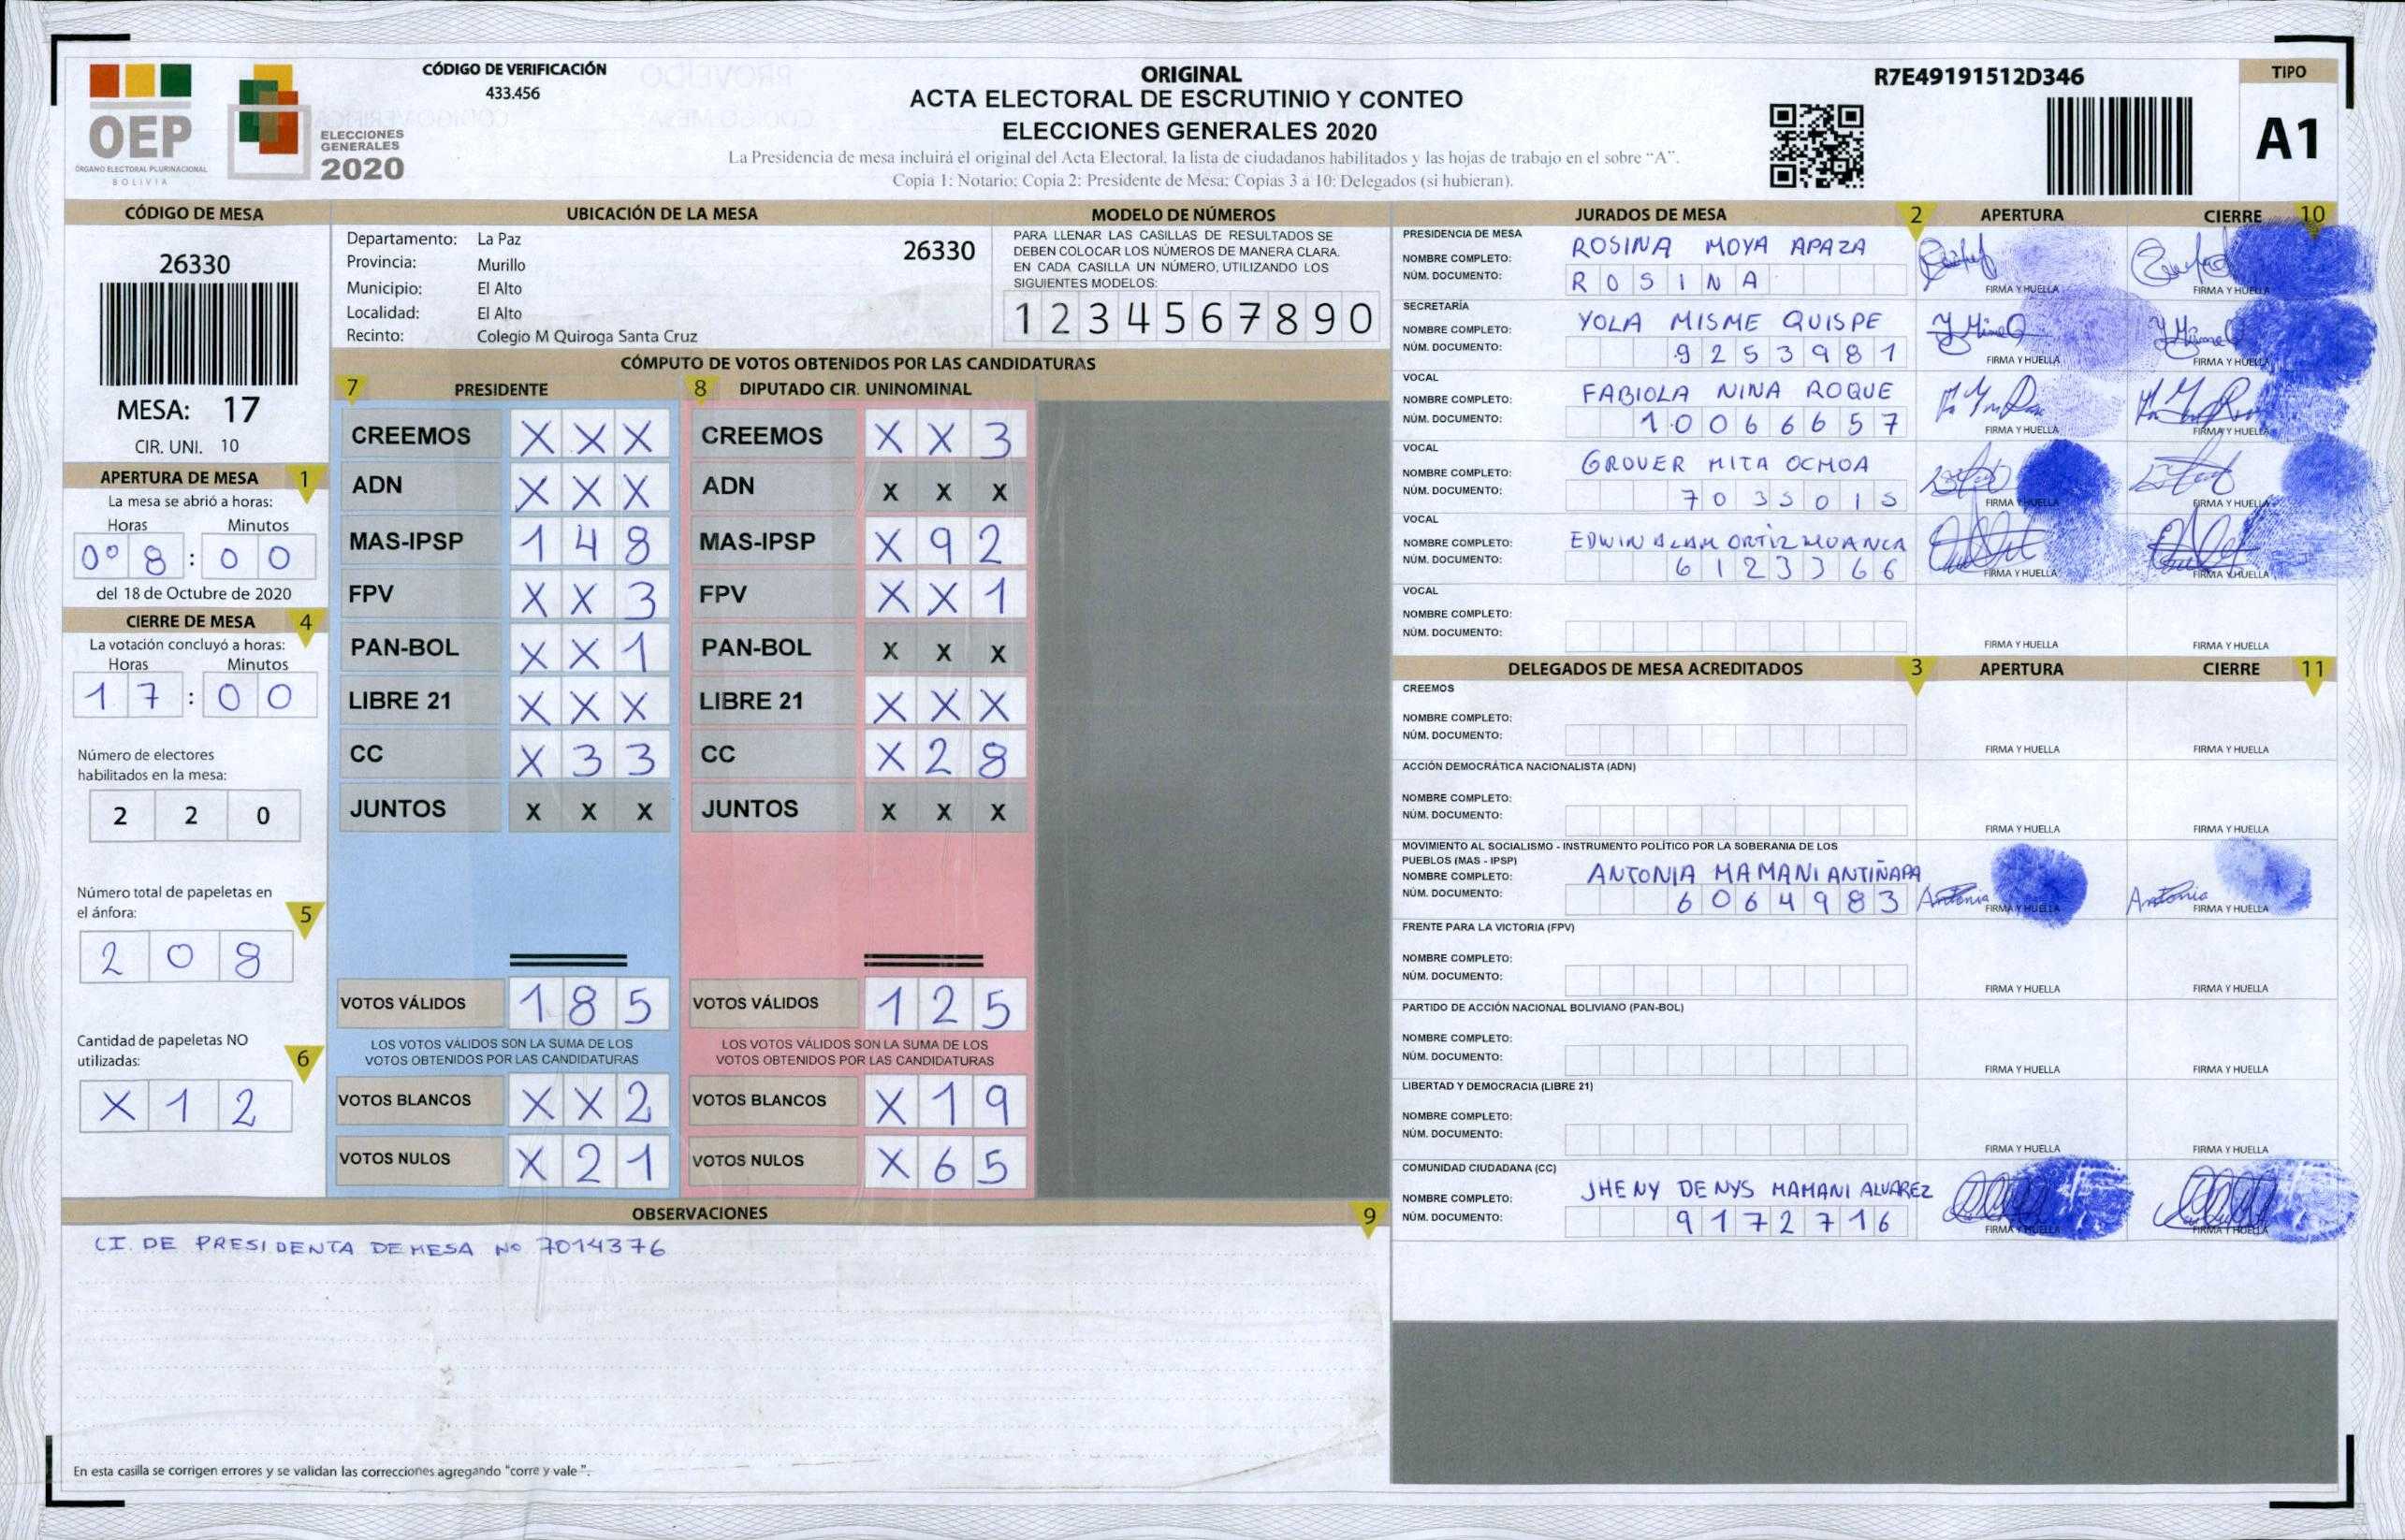 OEP
ÓRGANO ELECTORAL PLURINACIONAL
BOLIVIA
ELECCIONES
GENERALES
2020
CÓDIGO DE VERIFICACIÓN
433.456
ORIGINAL
ACTA ELECTORAL DE ESCRUTINIO Y CONTEO
ELECCIONES GENERALES 2020
La Presidencia de mesa incluirá el original del Acta Electoral, la lista de ciudadanos habilitados y las hojas de trabajo en el sobre “A”.
Copia 1: Notario; Copia 2: Presidente de Mesa; Copias 3 a 10: Delegados (si hubieran).
R7E49191512D346
TIPO
A1
CÓDIGO DE MESA
26330
MESA: 17
CIR. UNI. 10
APERTURA DE MESA 1
La mesa se abrió a horas:
Horas Minutos
0° 8 : 0 0
del 18 de Octubre de 2020
CIERRE DE MESA 4
La votación concluyó a horas:
Horas Minutos
1 7 : 0 0
Número de electores
habilitados en la mesa:
2 2 0
Número total de papeletas en
el ánfora: 5
2 0 8
Cantidad de papeletas NO
utilizadas: 6
X 1 2
UBICACIÓN DE LA MESA
Departamento: La Paz 26330
Provincia: Murillo
Municipio: El Alto
Localidad: El Alto
Recinto: Colegio M Quiroga Santa Cruz
MODELO DE NÚMEROS
PARA LLENAR LAS CASILLAS DE RESULTADOS SE
DEBEN COLOCAR LOS NÚMEROS DE MANERA CLARA.
EN CADA CASILLA UN NÚMERO, UTILIZANDO LOS
SIGUIENTES MODELOS:
1 2 3 4 5 6 7 8 9 0
CÓMPUTO DE VOTOS OBTENIDOS POR LAS CANDIDATURAS
7 PRESIDENTE 8 DIPUTADO CIR. UNINOMINAL
CREEMOS X X X CREEMOS X X 3
ADN X X X ADN X X X
MAS-IPSP 1 4 8 MAS-IPSP X 9 2
FPV X X 3 FPV X X 1
PAN-BOL X X 1 PAN-BOL X X X
LIBRE 21 X X X LIBRE 21 X X X
CC X 3 3 CC X 2 8
JUNTOS X X X JUNTOS X X X
VOTOS VÁLIDOS 1 8 5 VOTOS VÁLIDOS 1 2 5
LOS VOTOS VÁLIDOS SON LA SUMA DE LOS LOS VOTOS VÁLIDOS SON LA SUMA DE LOS
VOTOS OBTENIDOS POR LAS CANDIDATURAS VOTOS OBTENIDOS POR LAS CANDIDATURAS
VOTOS BLANCOS X X 2 VOTOS BLANCOS X 1 9
VOTOS NULOS X 2 1 VOTOS NULOS X 6 5
OBSERVACIONES 9
CI. DE PRESIDENTA DE MESA No 7014376
En esta casilla se corrigen errores y se validan las correcciones agregando "corre y vale ".
JURADOS DE MESA 2 APERTURA CIERRE 10
PRESIDENCIA DE MESA
NOMBRE COMPLETO: ROSINA MOYA APAZA
NÚM. DOCUMENTO: R O S I N A
FIRMA Y HUELLA FIRMA Y HUELLA
SECRETARÍA
NOMBRE COMPLETO: YOLA MISME QUISPE
NÚM. DOCUMENTO: 9 2 5 3 9 8 1
FIRMA Y HUELLA FIRMA Y HUELLA
VOCAL
NOMBRE COMPLETO: FABIOLA NINA ROQUE
NÚM. DOCUMENTO: 1 0 0 6 6 6 5 7
FIRMA Y HUELLA FIRMA Y HUELLA
VOCAL
NOMBRE COMPLETO: GROVER MITA OCHOA
NÚM. DOCUMENTO: 7 0 3 5 0 1 5
FIRMA Y HUELLA FIRMA Y HUELLA
VOCAL
NOMBRE COMPLETO: EDWIN ALAN ORTIZ HUANCA
NÚM. DOCUMENTO: 6 1 2 3 3 6 6
FIRMA Y HUELLA FIRMA Y HUELLA
VOCAL
NOMBRE COMPLETO:
NÚM. DOCUMENTO:
FIRMA Y HUELLA FIRMA Y HUELLA
DELEGADOS DE MESA ACREDITADOS 3 APERTURA CIERRE 11
CREEMOS
NOMBRE COMPLETO:
NÚM. DOCUMENTO:
FIRMA Y HUELLA FIRMA Y HUELLA
ACCIÓN DEMOCRÁTICA NACIONALISTA (ADN)
NOMBRE COMPLETO:
NÚM. DOCUMENTO:
FIRMA Y HUELLA FIRMA Y HUELLA
MOVIMIENTO AL SOCIALISMO - INSTRUMENTO POLÍTICO POR LA SOBERANIA DE LOS
PUEBLOS (MAS - IPSP)
NOMBRE COMPLETO: ANTONIA MAMANI ANTIÑAPA
NÚM. DOCUMENTO: 6 0 6 4 9 8 3 Antonia Antonia
FIRMA Y HUELLA FIRMA Y HUELLA
FRENTE PARA LA VICTORIA (FPV)
NOMBRE COMPLETO:
NÚM. DOCUMENTO:
FIRMA Y HUELLA FIRMA Y HUELLA
PARTIDO DE ACCIÓN NACIONAL BOLIVIANO (PAN-BOL)
NOMBRE COMPLETO:
NÚM. DOCUMENTO:
FIRMA Y HUELLA FIRMA Y HUELLA
LIBERTAD Y DEMOCRACIA (LIBRE 21)
NOMBRE COMPLETO:
NÚM. DOCUMENTO:
FIRMA Y HUELLA FIRMA Y HUELLA
COMUNIDAD CIUDADANA (CC)
NOMBRE COMPLETO: JHENY DENYS MAMANI ALVAREZ
NÚM. DOCUMENTO: 9 1 7 2 7 1 6
FIRMA Y HUELLA FIRMA Y HUELLA